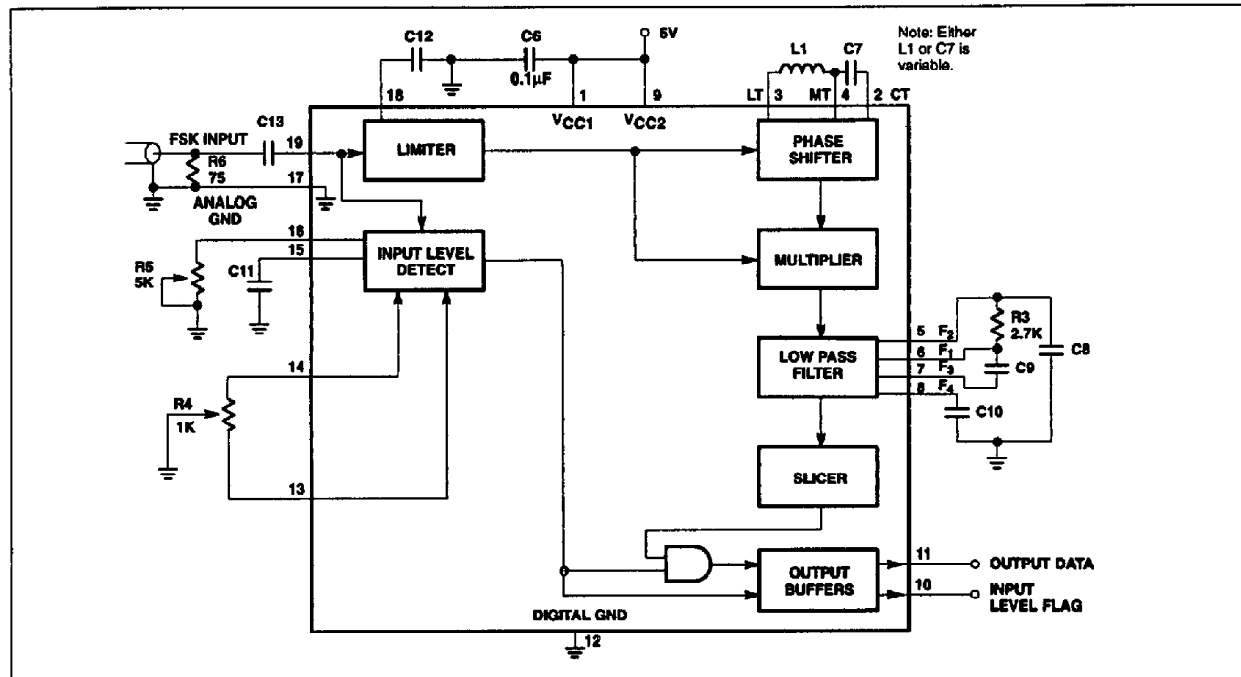 C12
C6
0.1µF
5V
L1
C7
Note: Either
L1 or C7 is
variable.
18
1
9
LT 3
MT 4
2 CT
VCC1
VCC2
FSK INPUT
C13
19
R6
75
17
ANALOG
GND
LIMITER
PHASE
SHIFTER
16
15
R5
5K
C11
INPUT LEVEL
DETECT
MULTIPLIER
14
R4
1K
13
LOW PASS
FILTER
5 F2
6 F1
7 F3
8 F4
R3
2.7K
C9
C8
C10
SLICER
OUTPUT
BUFFERS
11
OUTPUT DATA
10
INPUT
LEVEL FLAG
DIGITAL GND
12